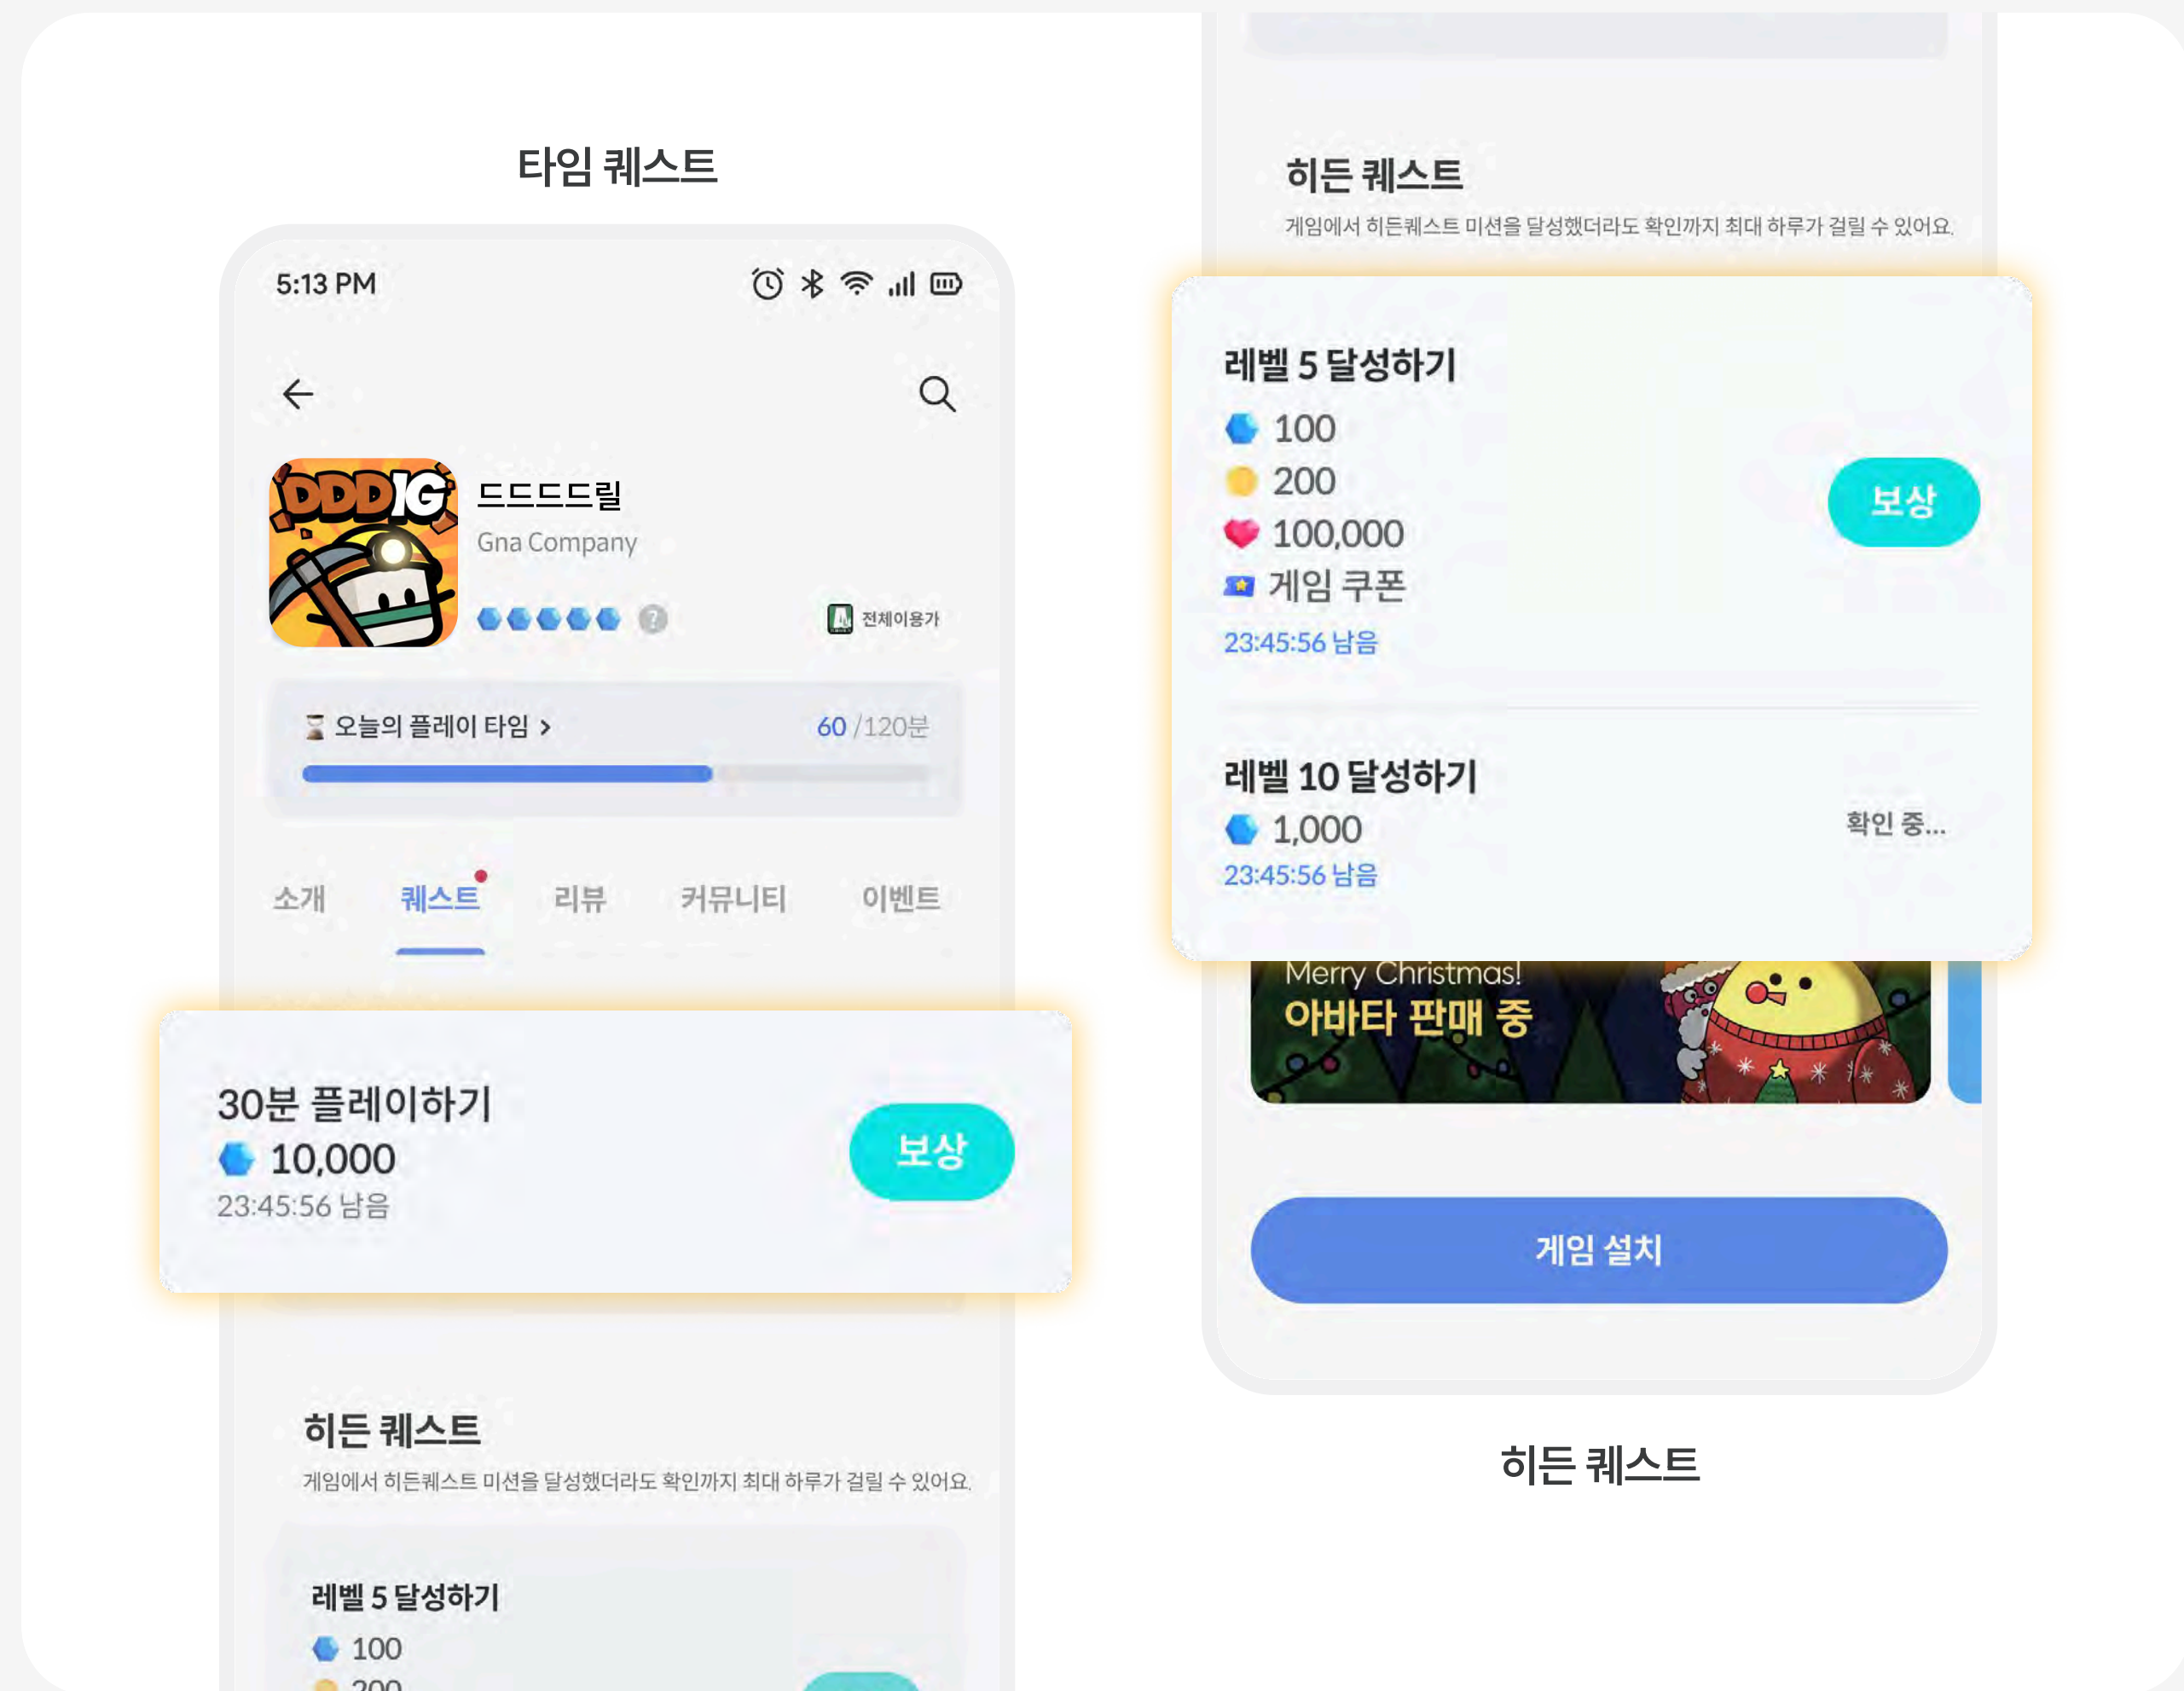 타임 퀘스트
5:13 PM
DDDIG
드드드드릴
Gna Company
?
전체이용가
오늘의 플레이 타임 >
60 /120분
소개 퀘스트 리뷰 커뮤니티 이벤트
30분 플레이하기
10,000
23:45:56 남음
보상
히든 퀘스트
게임에서 히든퀘스트 미션을 달성했더라도 확인까지 최대 하루가 걸릴 수 있어요.
레벨 5 달성하기
100
200
히든 퀘스트
게임에서 히든퀘스트 미션을 달성했더라도 확인까지 최대 하루가 걸릴 수 있어요.
레벨 5 달성하기
100
200
100,000
게임 쿠폰
23:45:56 남음
보상
레벨 10 달성하기
1,000
23:45:56 남음
확인 중...
Merry Christmas!
아바타 판매 중
게임 설치
히든 퀘스트